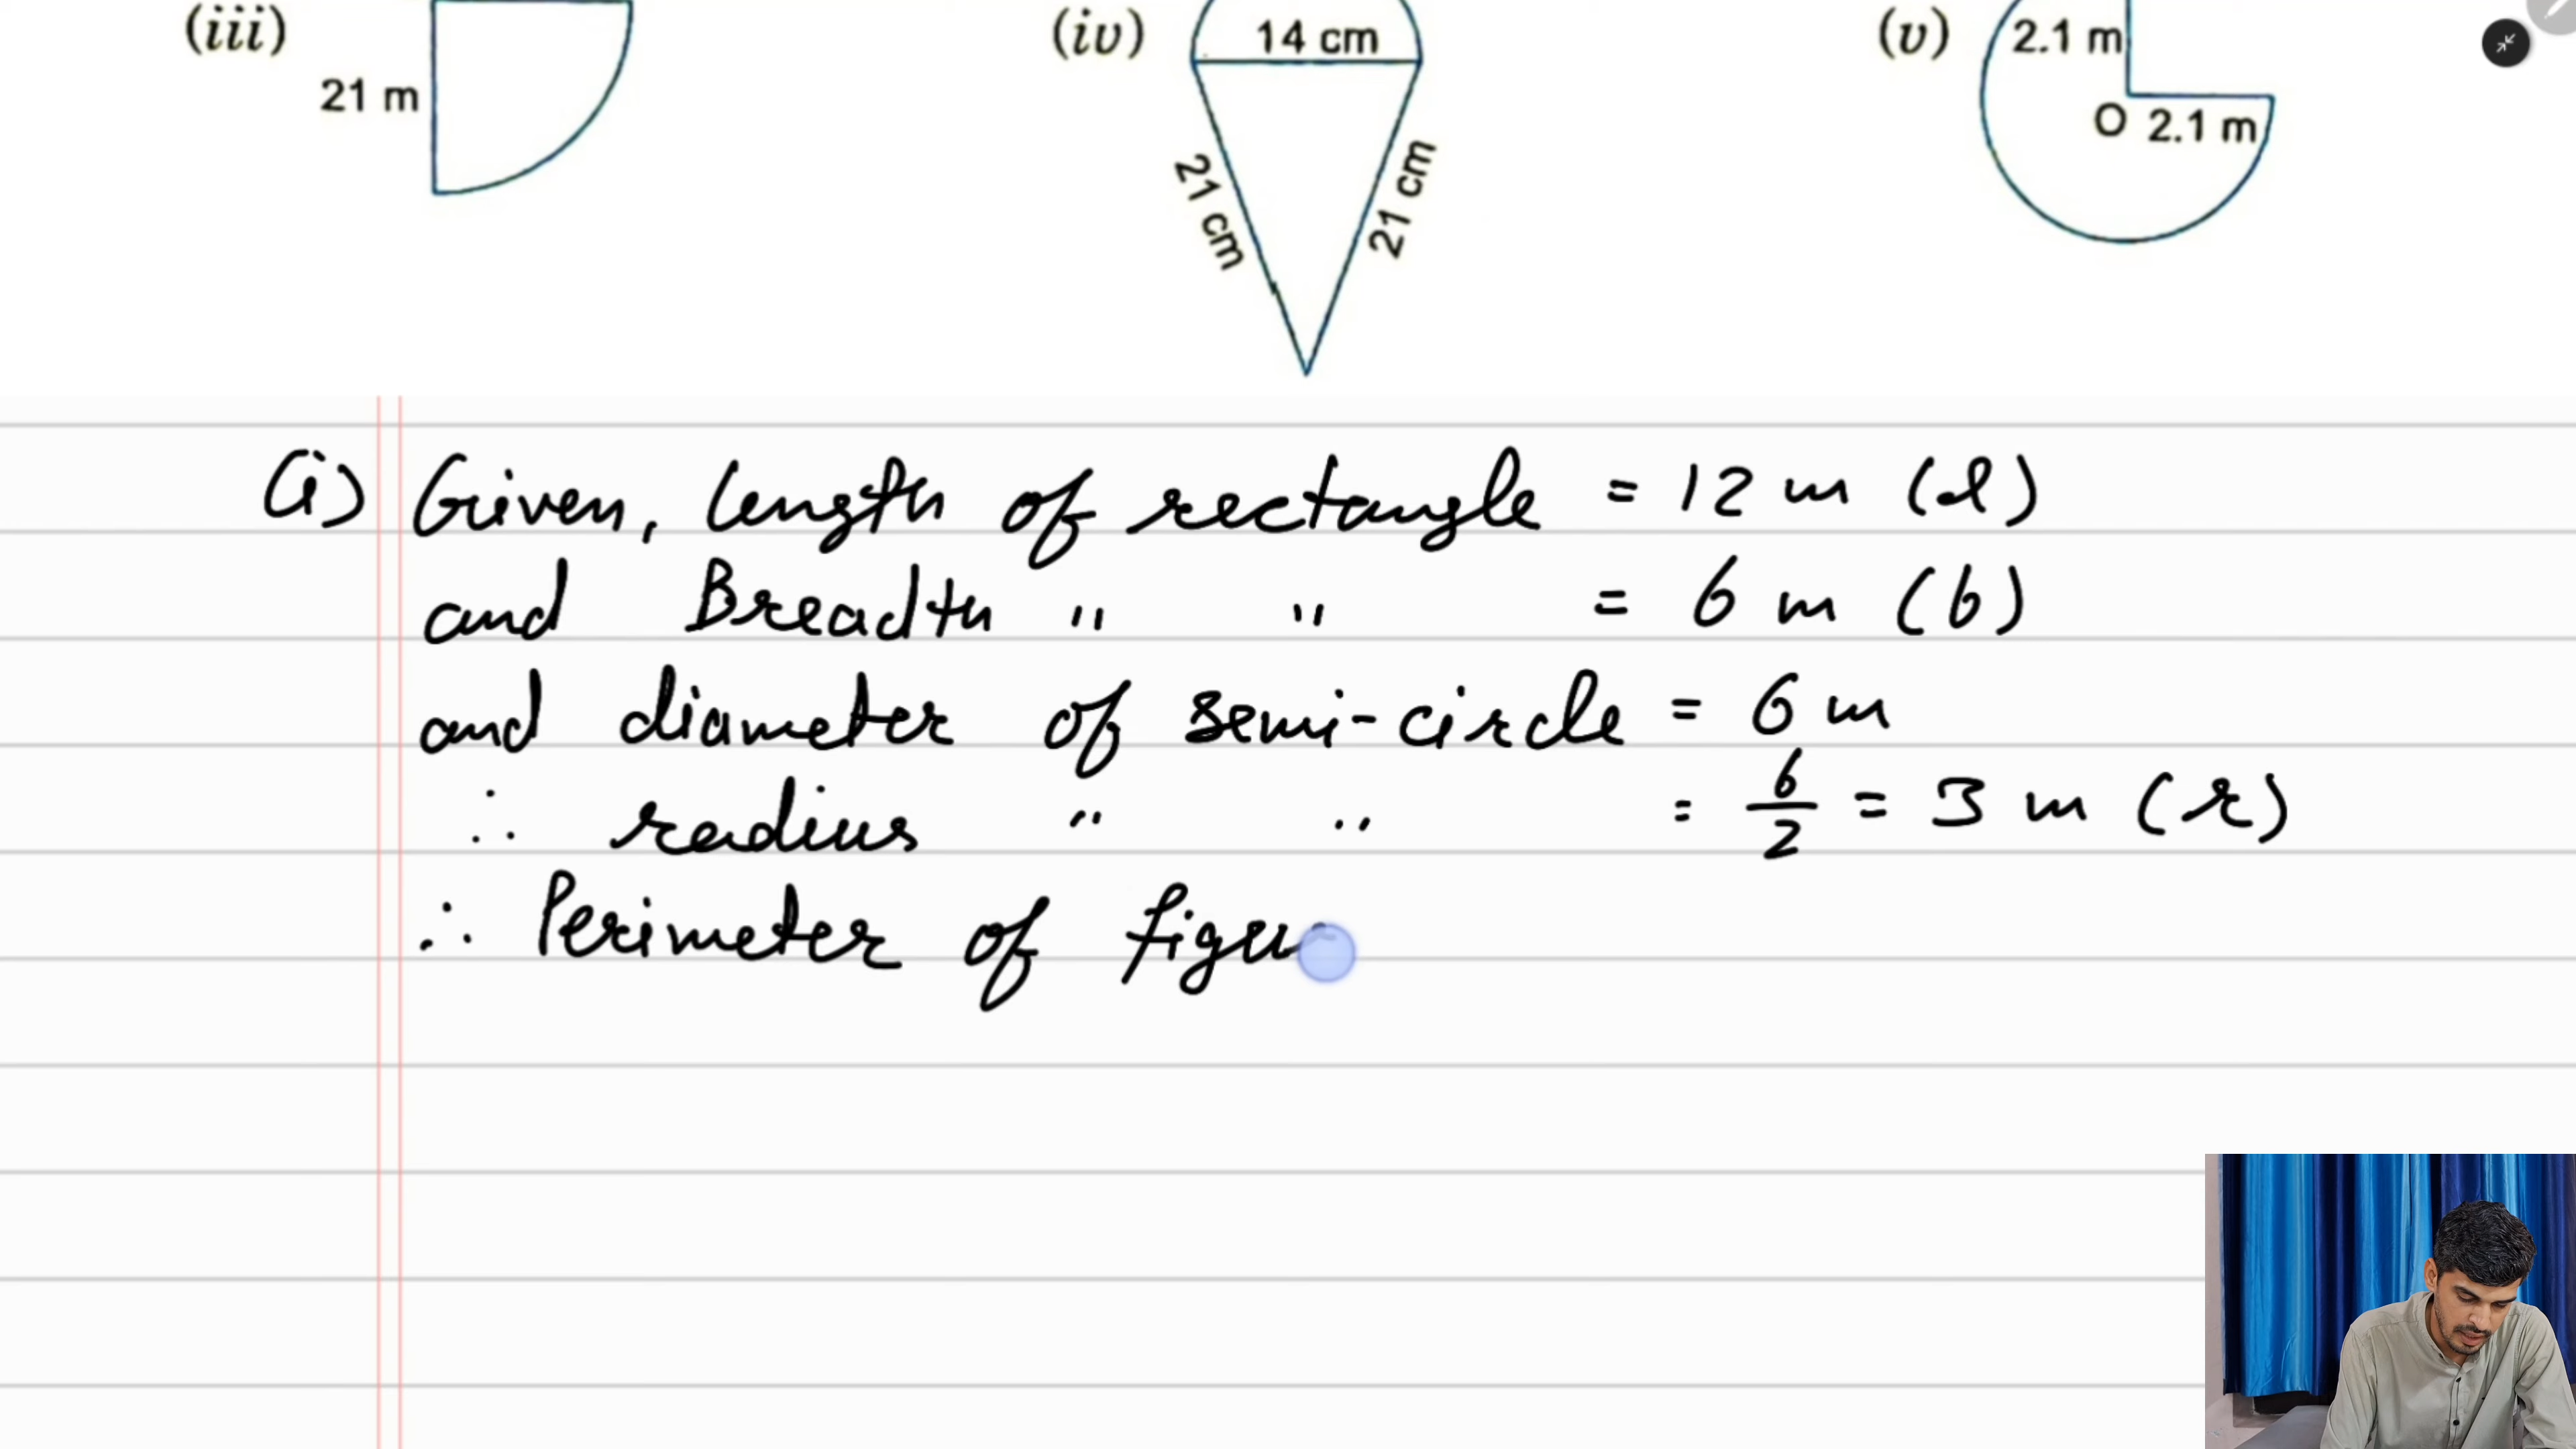 (iii)
21 m
(iv)
14 cm
21 cm
21 cm
(v)
2.1 m
O 2.1 m
(i) Given, length of rectangle = 12 m (l)
and Breadth " " = 6 m (b)
and diameter of semi-circle = 6 m
∴ radius " " = 6/2 = 3 m (r)
∴ Perimeter of figur